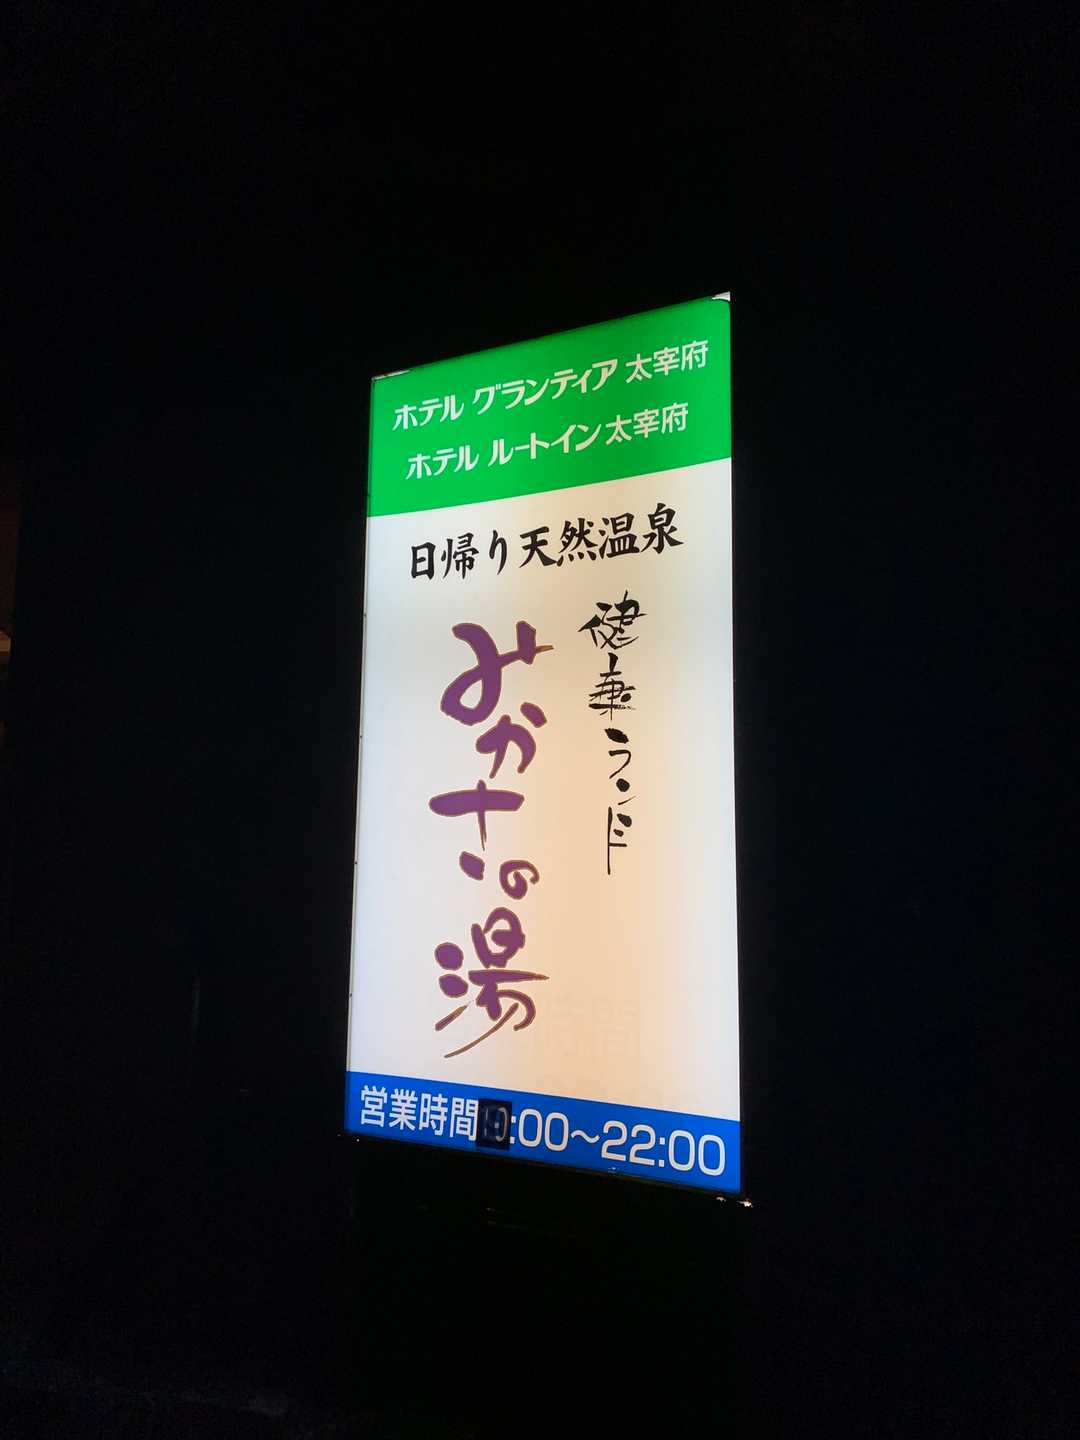 ホテル グランティア 太宰府
ホテル ルートイン 太宰府
日帰り天然温泉
健康ランド
みかさの湯
営業時間 :00～22:00